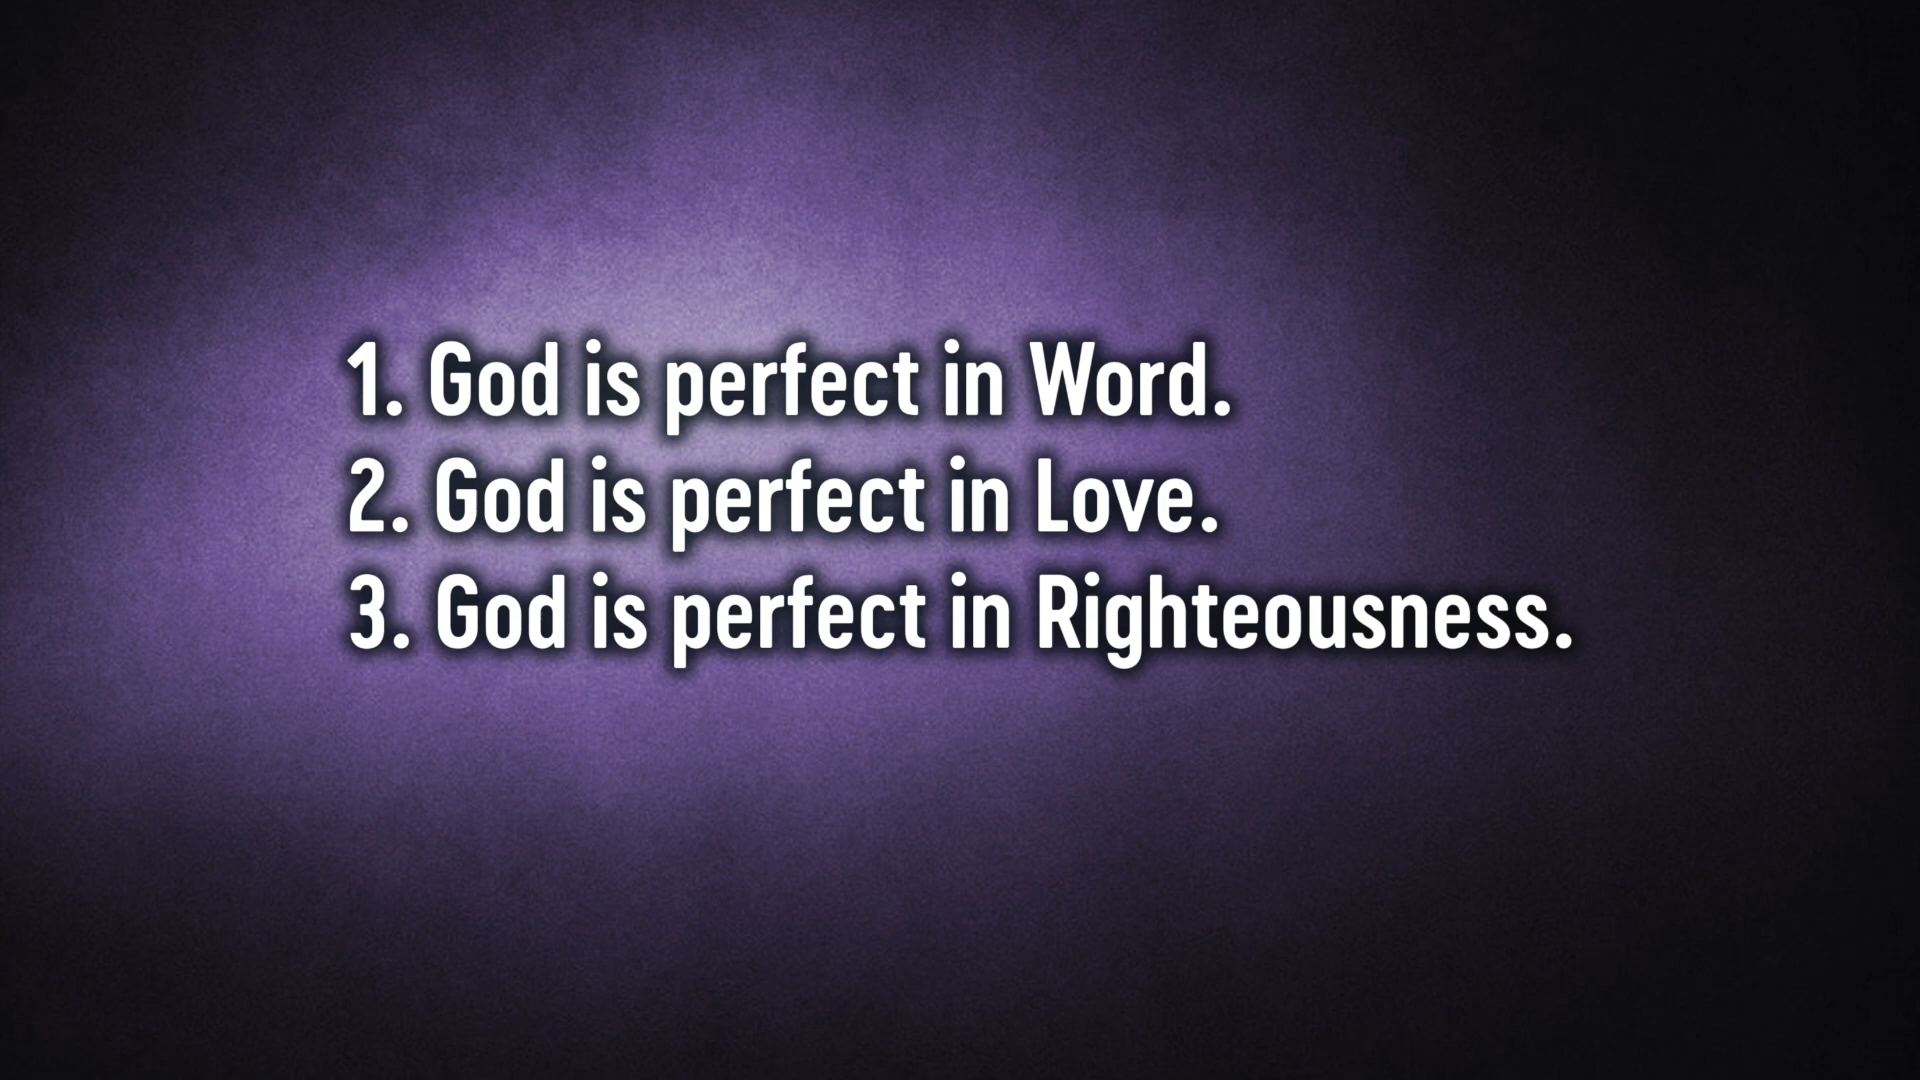 1. God is perfect in Word.
2. God is perfect in Love.
3. God is perfect in Righteousness.